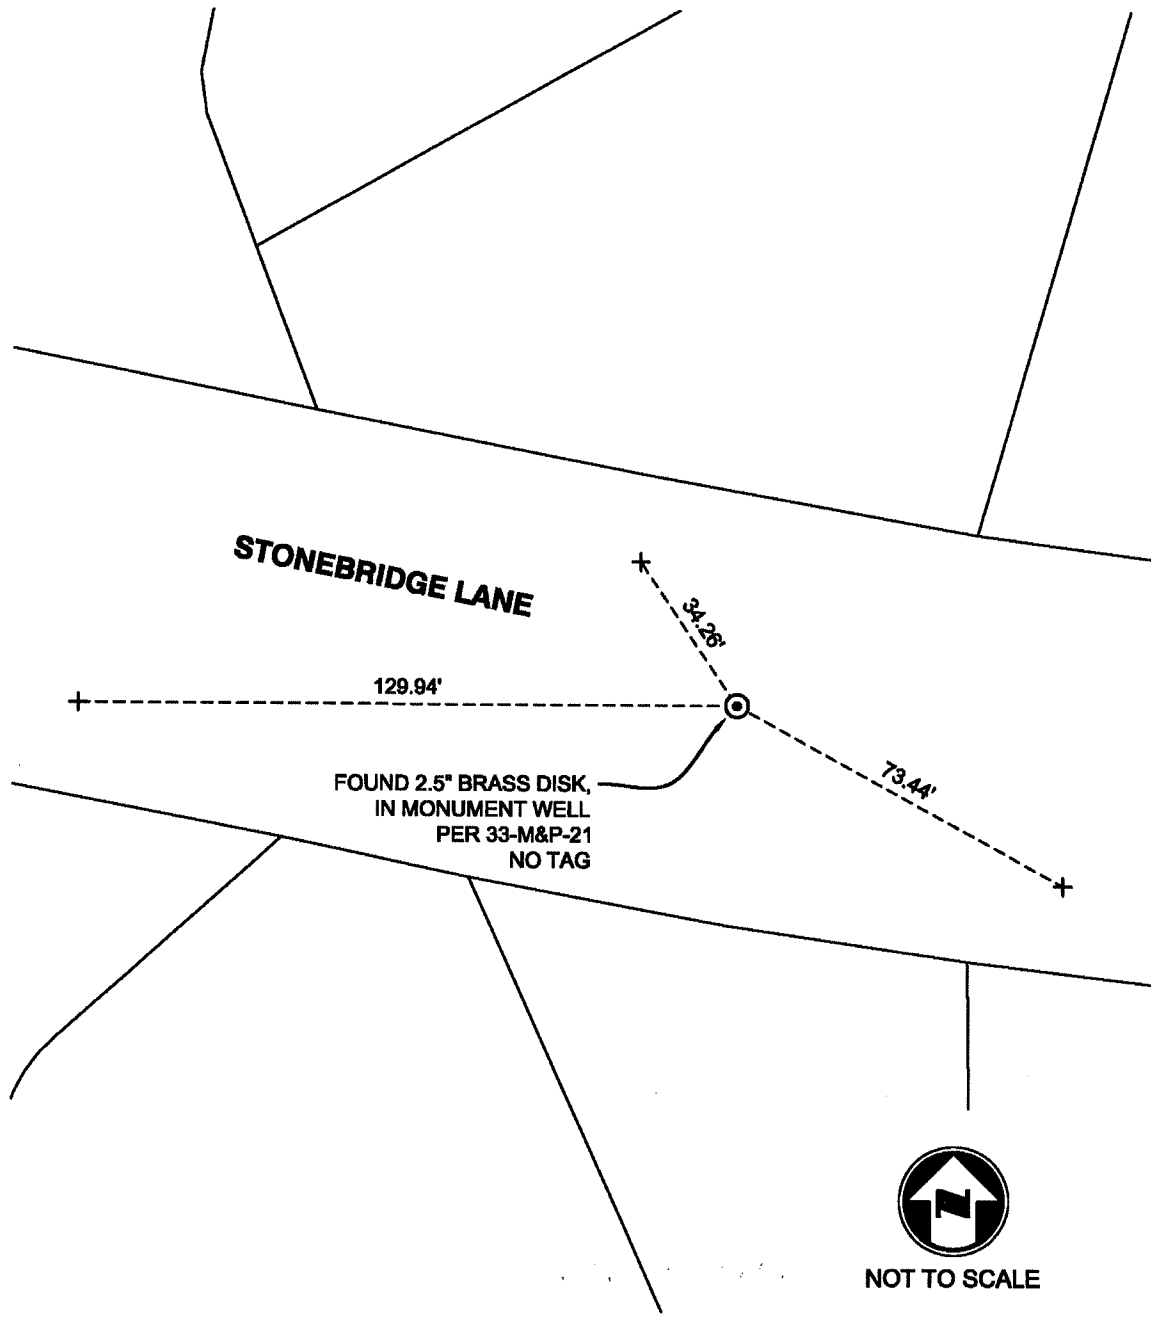 STONEBRIDGE LANE
34.26'
129.94'
73.44'
FOUND 2.5" BRASS DISK,
IN MONUMENT WELL
PER 33-M&P-21
NO TAG
N
NOT TO SCALE